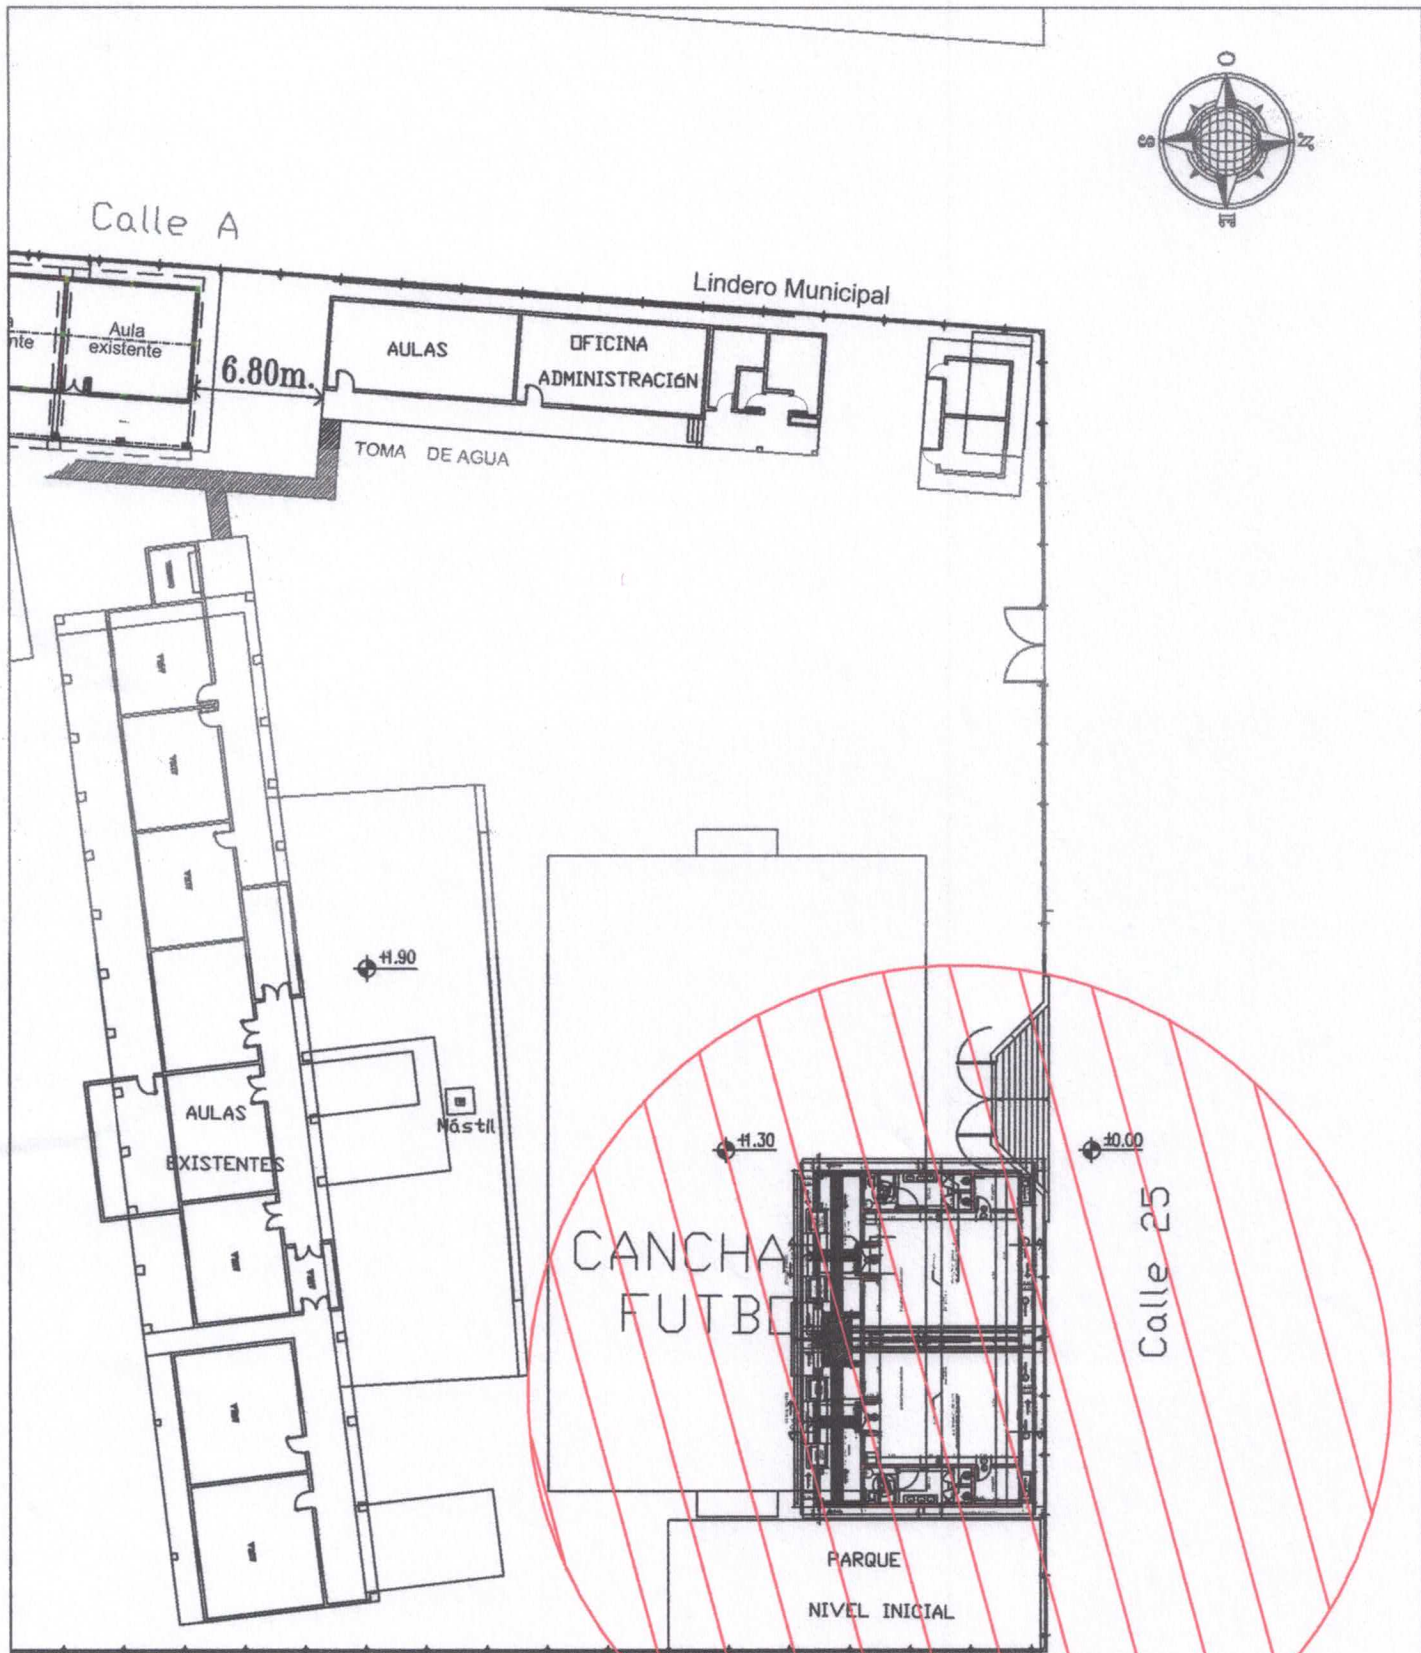 O
S
N
E
Calle A
Lindero Municipal
Aula
existente
nte
6.80m.
AULAS
OFICINA
ADMINISTRACIóN
TOMA DE AGUA
+1.90
AULAS
EXISTENTES
Mástil
+1.30
±0.00
CANCHA
FUTB
Calle 25
PARQUE
NIVEL INICIAL